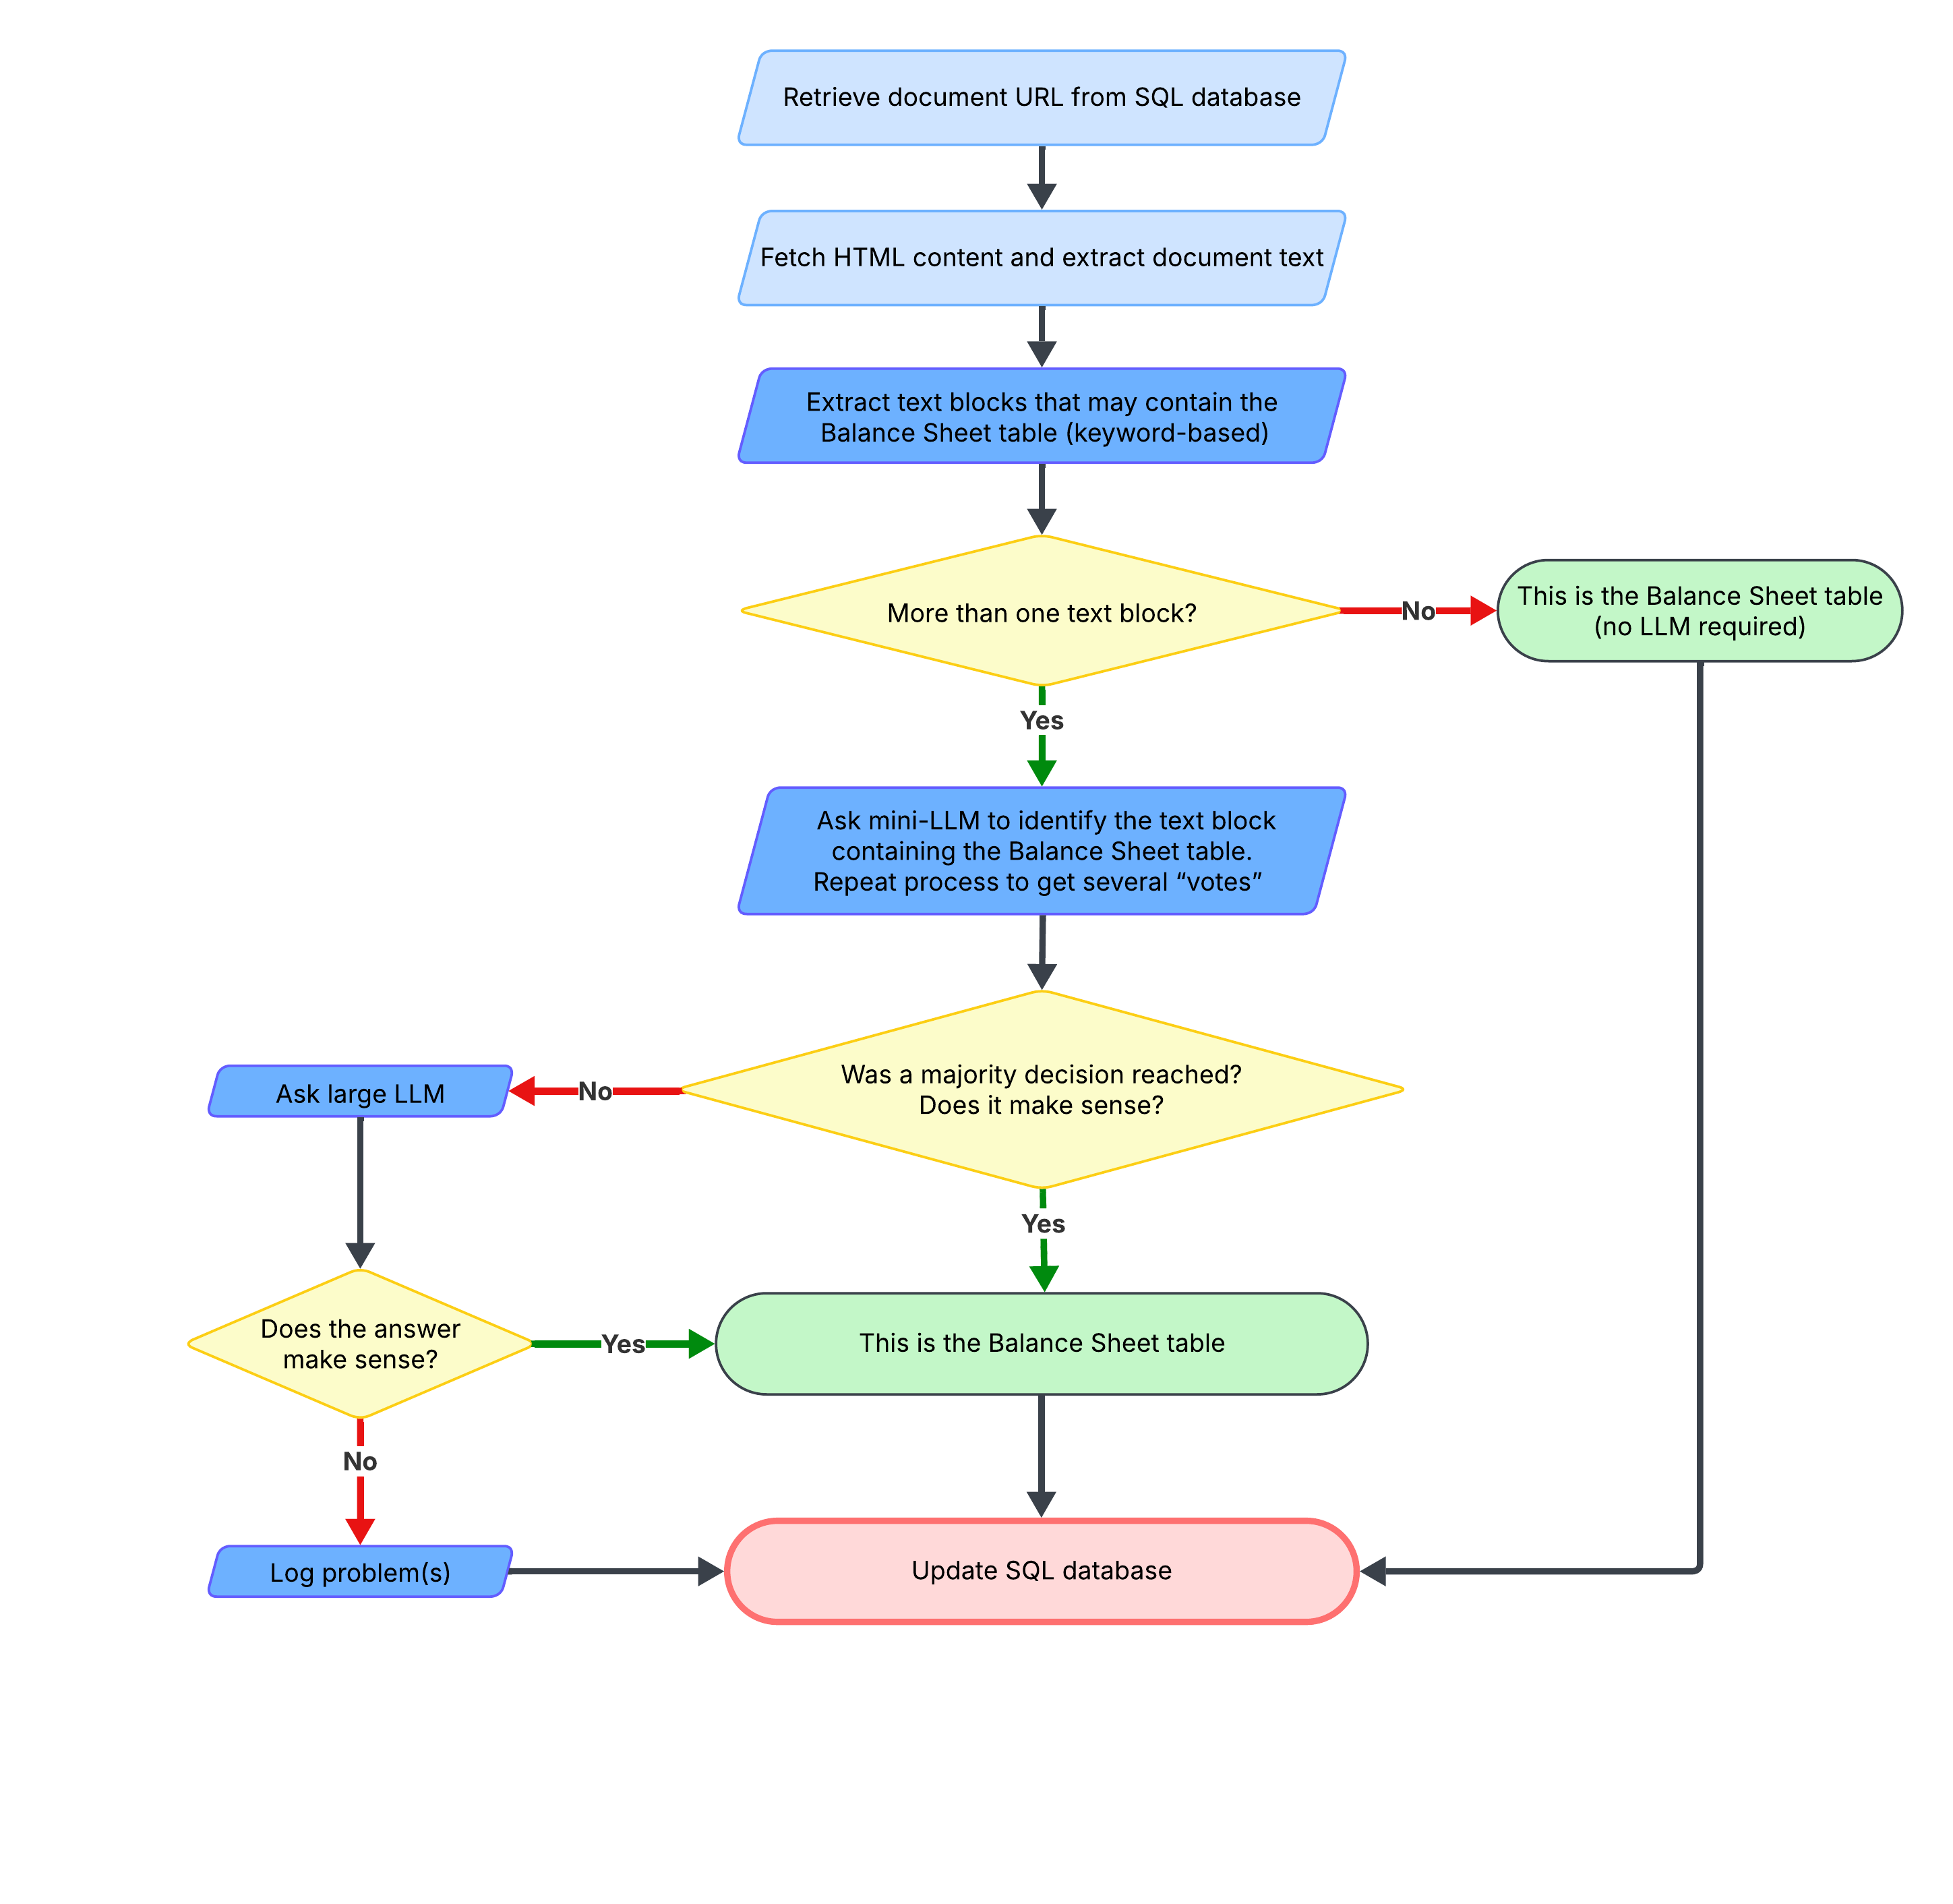 Retrieve document URL from SQL database
Fetch HTML content and extract document text
Extract text blocks that may contain the
Balance Sheet table (keyword-based)
More than one text block?
No
This is the Balance Sheet table
(no LLM required)
Yes
Ask mini-LLM to identify the text block
containing the Balance Sheet table.
Repeat process to get several “votes”
Was a majority decision reached?
Does it make sense?
No
Ask large LLM
Yes
Does the answer
make sense?
Yes
This is the Balance Sheet table
No
Log problem(s)
Update SQL database